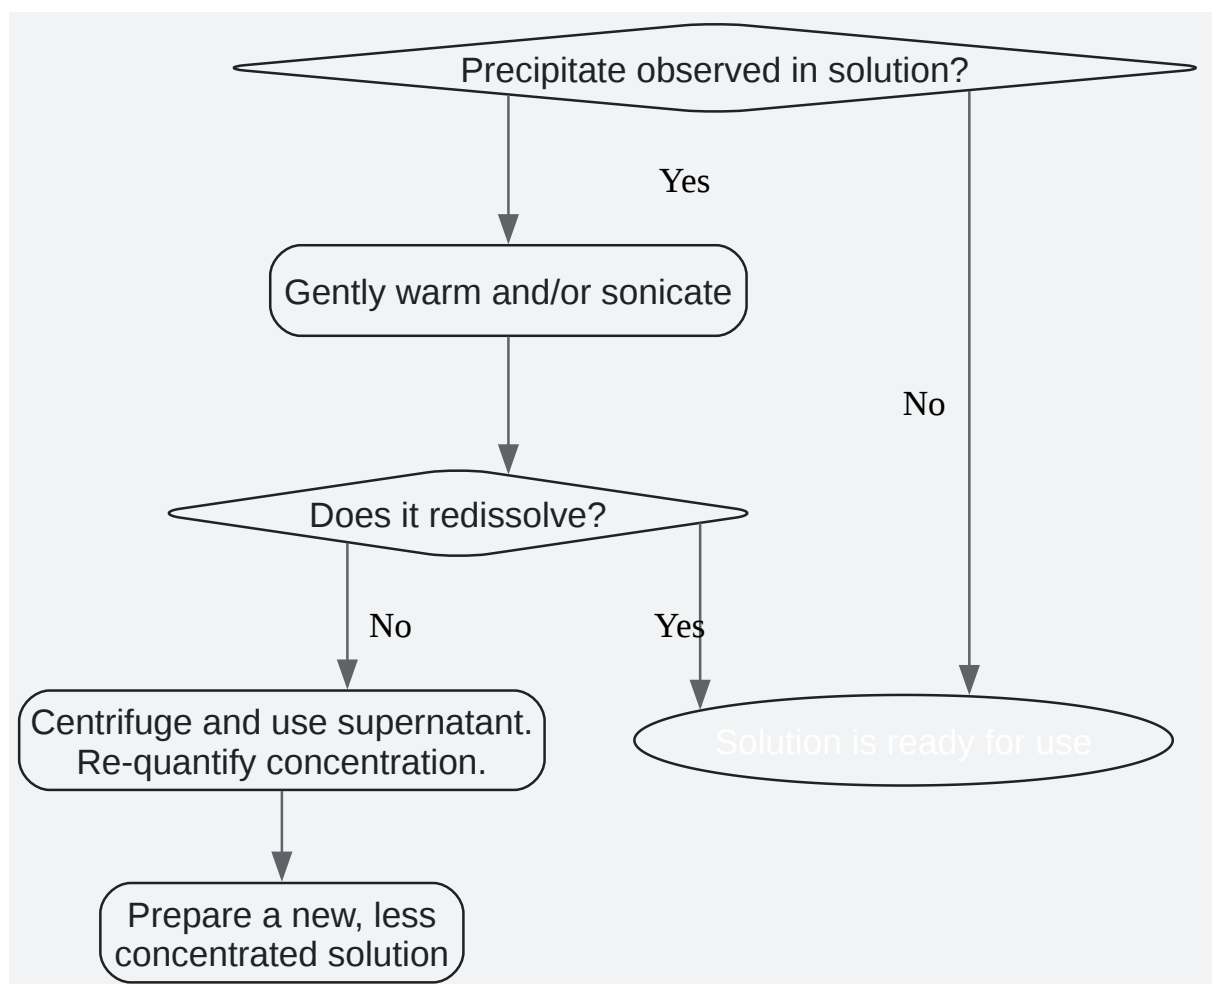 Precipitate observed in solution?
Yes
Gently warm and/or sonicate
No
Does it redissolve?
No
Yes
Centrifuge and use supernatant.
Re-quantify concentration.
Solution is ready for use
Prepare a new, less
concentrated solution